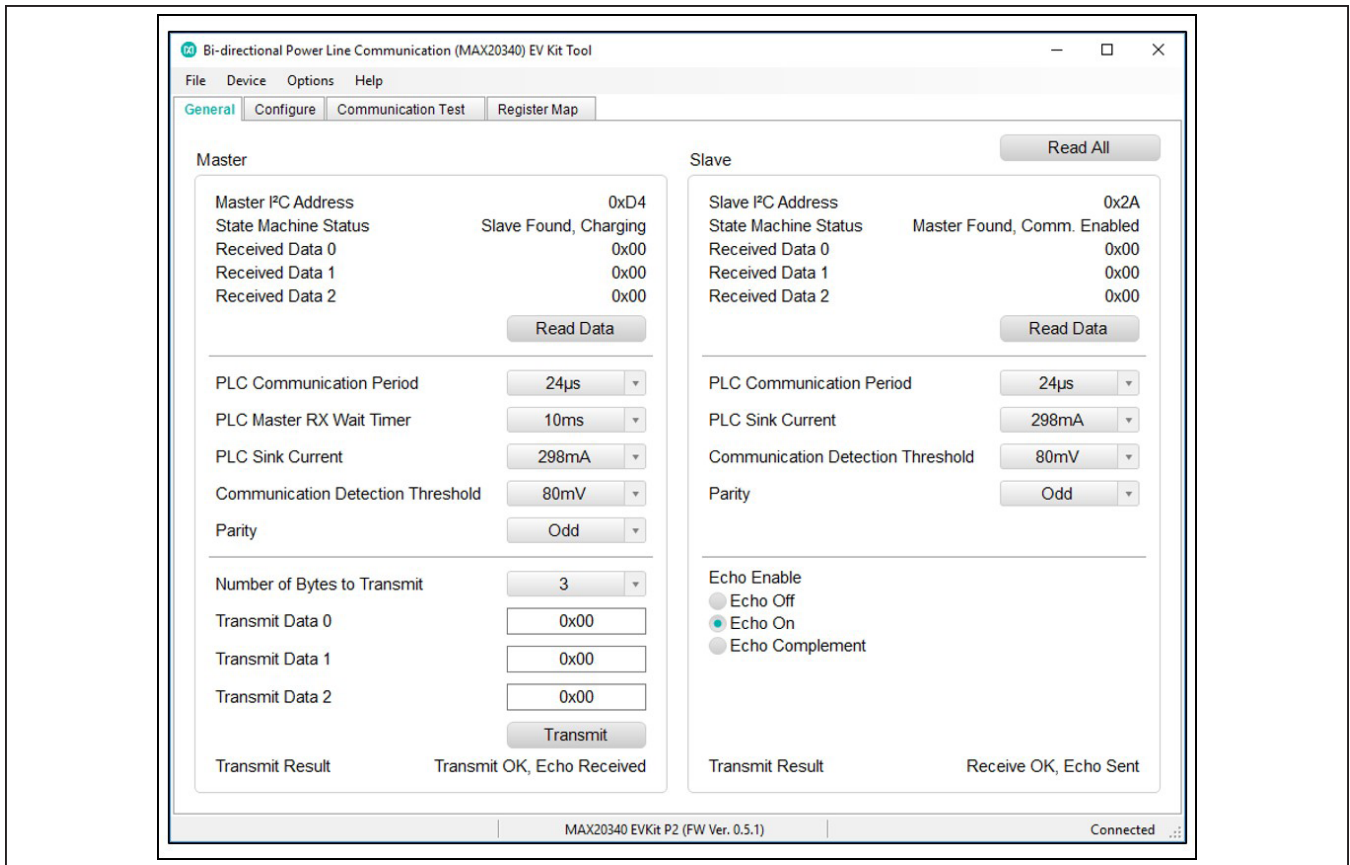 Bi-directional Power Line Communication (MAX20340) EV Kit Tool
File Device Options Help
General Configure Communication Test Register Map
Read All
Master
Master I²C Address 0xD4
State Machine Status Slave Found, Charging
Received Data 0 0x00
Received Data 1 0x00
Received Data 2 0x00
Read Data
PLC Communication Period 24µs
PLC Master RX Wait Timer 10ms
PLC Sink Current 298mA
Communication Detection Threshold 80mV
Parity Odd
Number of Bytes to Transmit 3
Transmit Data 0 0x00
Transmit Data 1 0x00
Transmit Data 2 0x00
Transmit
Transmit Result Transmit OK, Echo Received
Slave
Slave I²C Address 0x2A
State Machine Status Master Found, Comm. Enabled
Received Data 0 0x00
Received Data 1 0x00
Received Data 2 0x00
Read Data
PLC Communication Period 24µs
PLC Sink Current 298mA
Communication Detection Threshold 80mV
Parity Odd
Echo Enable
Echo Off
Echo On
Echo Complement
Transmit Result Receive OK, Echo Sent
MAX20340 EVKit P2 (FW Ver. 0.5.1) Connected